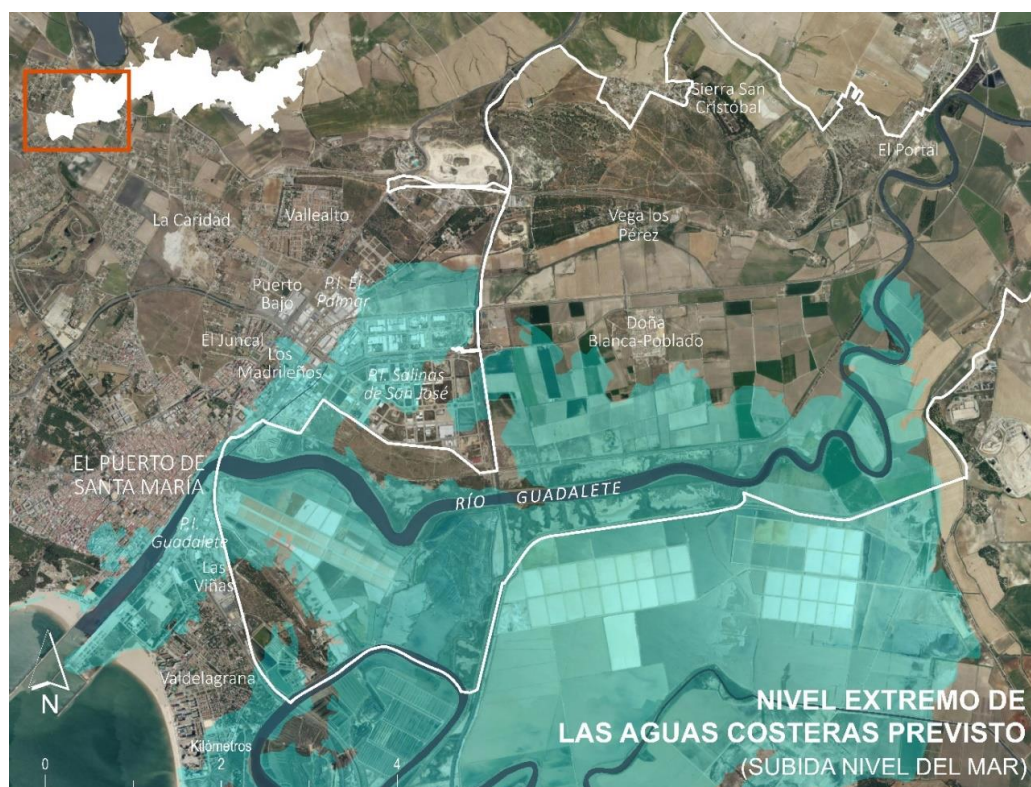 Sierra San
Cristóbal
El Portal
La Caridad
Vallealto
Vega los
Pérez
Puerto
Bajo
P.I. El
Palmar
El Juncal
Los
Madrileños
Doña
Blanca-Poblado
P.I. Salinas
de San José
EL PUERTO DE
SANTA MARÍA
RÍO GUADALETE
P.I.
Guadalete
Las
Viñas
Valdelagrana
N
Kilómetros
0 2 4
NIVEL EXTREMO DE
LAS AGUAS COSTERAS PREVISTO
(SUBIDA NIVEL DEL MAR)